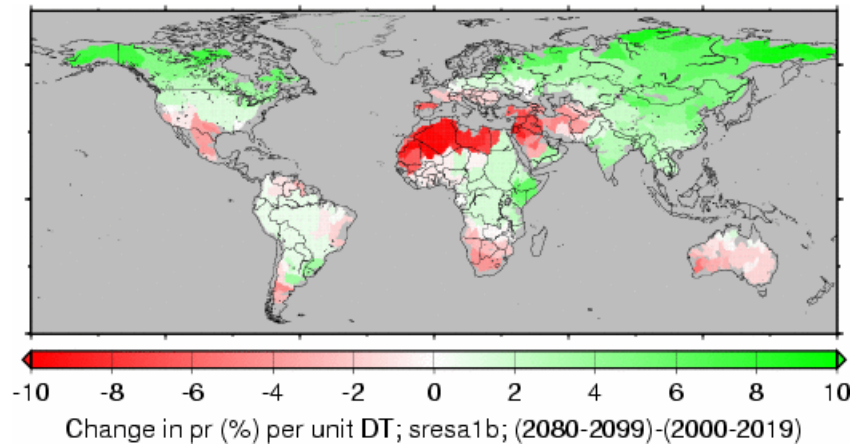 -10 -8 -6 -4 -2 0 2 4 6 8 10
Change in pr (%) per unit DT; sresa1b; (2080-2099)-(2000-2019)